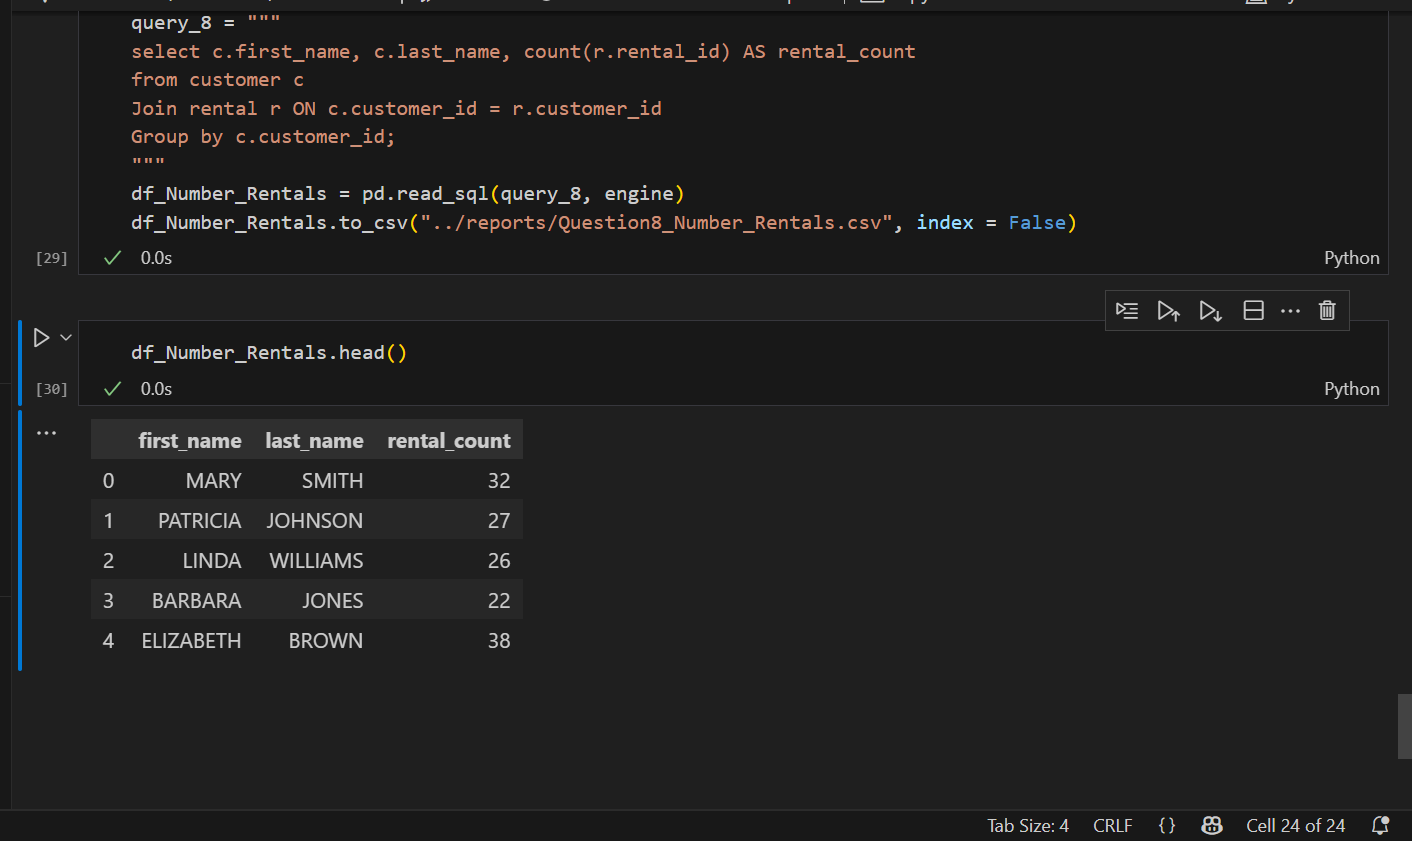 query_8 = """
select c.first_name, c.last_name, count(r.rental_id) AS rental_count
from customer c
Join rental r ON c.customer_id = r.customer_id
Group by c.customer_id;
"""
df_Number_Rentals = pd.read_sql(query_8, engine)
df_Number_Rentals.to_csv("../reports/Question8_Number_Rentals.csv", index = False)
[29] 0.0s Python
df_Number_Rentals.head()
[30] 0.0s Python
first_name last_name rental_count
0 MARY SMITH 32
1 PATRICIA JOHNSON 27
2 LINDA WILLIAMS 26
3 BARBARA JONES 22
4 ELIZABETH BROWN 38
Tab Size: 4 CRLF {} Cell 24 of 24